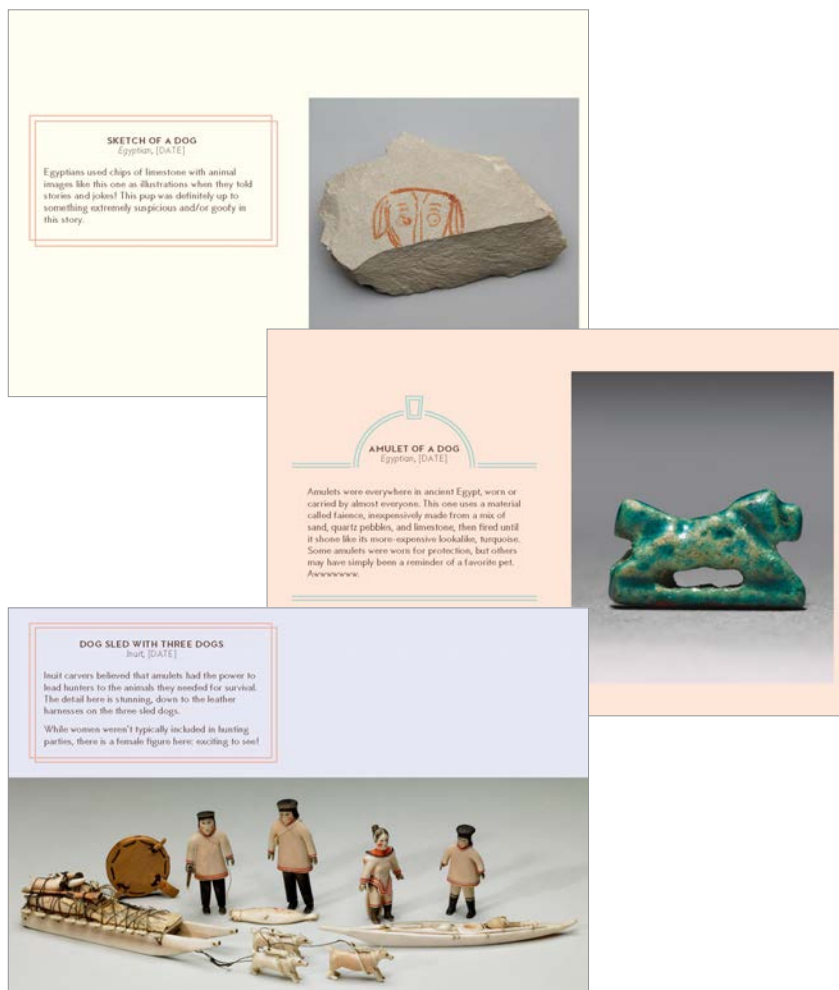 SKETCH OF A DOG
Egyptian, [DATE]
Egyptians used chips of limestone with animal
images like this one as illustrations when they told
stories and jokes! This pup was definitely up to
something extremely suspicious and/or goofy in
this story.
AMULET OF A DOG
Egyptian, [DATE]
Amulets were everywhere in ancient Egypt, worn or
carried by almost everyone. This one uses a material
called faience, inexpensively made from a mix of
sand, quartz pebbles, and limestone, then fired until
it shone like its more-expensive lookalike, turquoise.
Some amulets were worn for protection, but others
may have simply been a reminder of a favorite pet.
Awwwwwww.
DOG SLED WITH THREE DOGS
Inuit, [DATE]
Inuit carvers believed that amulets had the power to
lead hunters to the animals they needed for survival.
The detail here is stunning, down to the leather
harnesses on the three sled dogs.
While women weren't typically included in hunting
parties, there is a female figure here: exciting to see!